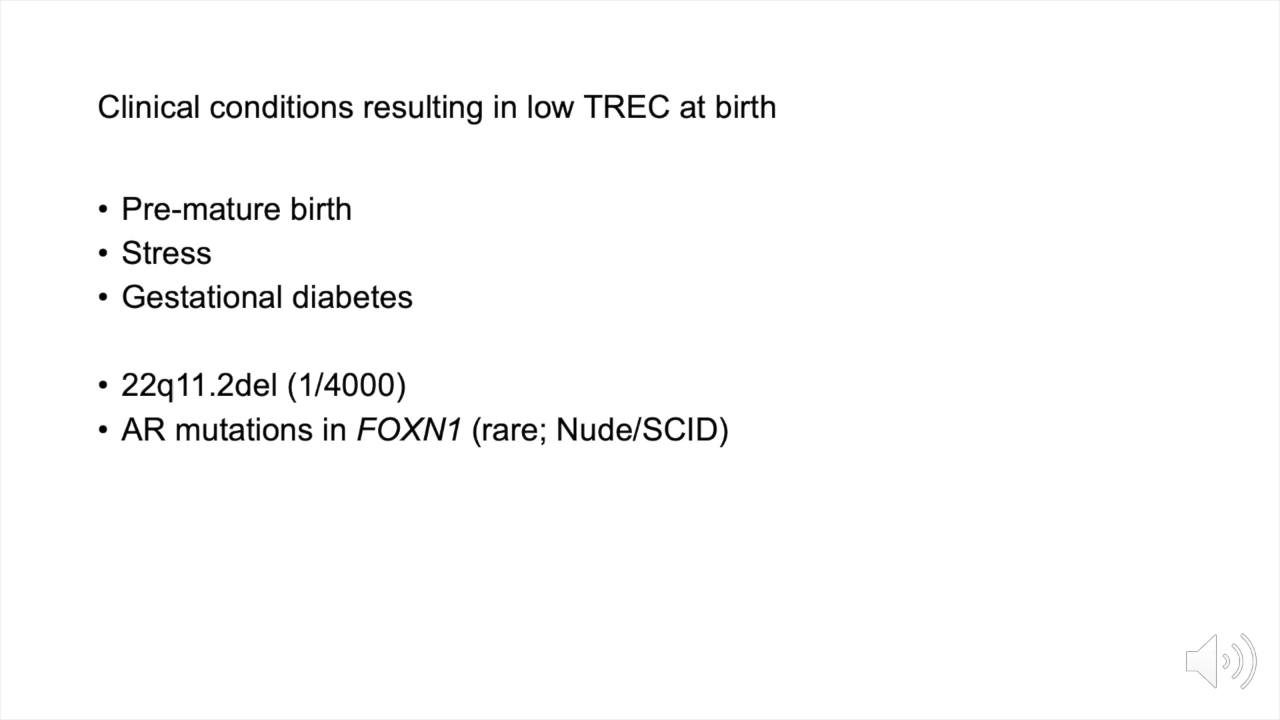 Clinical conditions resulting in low TREC at birth
• Pre-mature birth
• Stress
• Gestational diabetes
• 22q11.2del (1/4000)
• AR mutations in FOXN1 (rare; Nude/SCID)